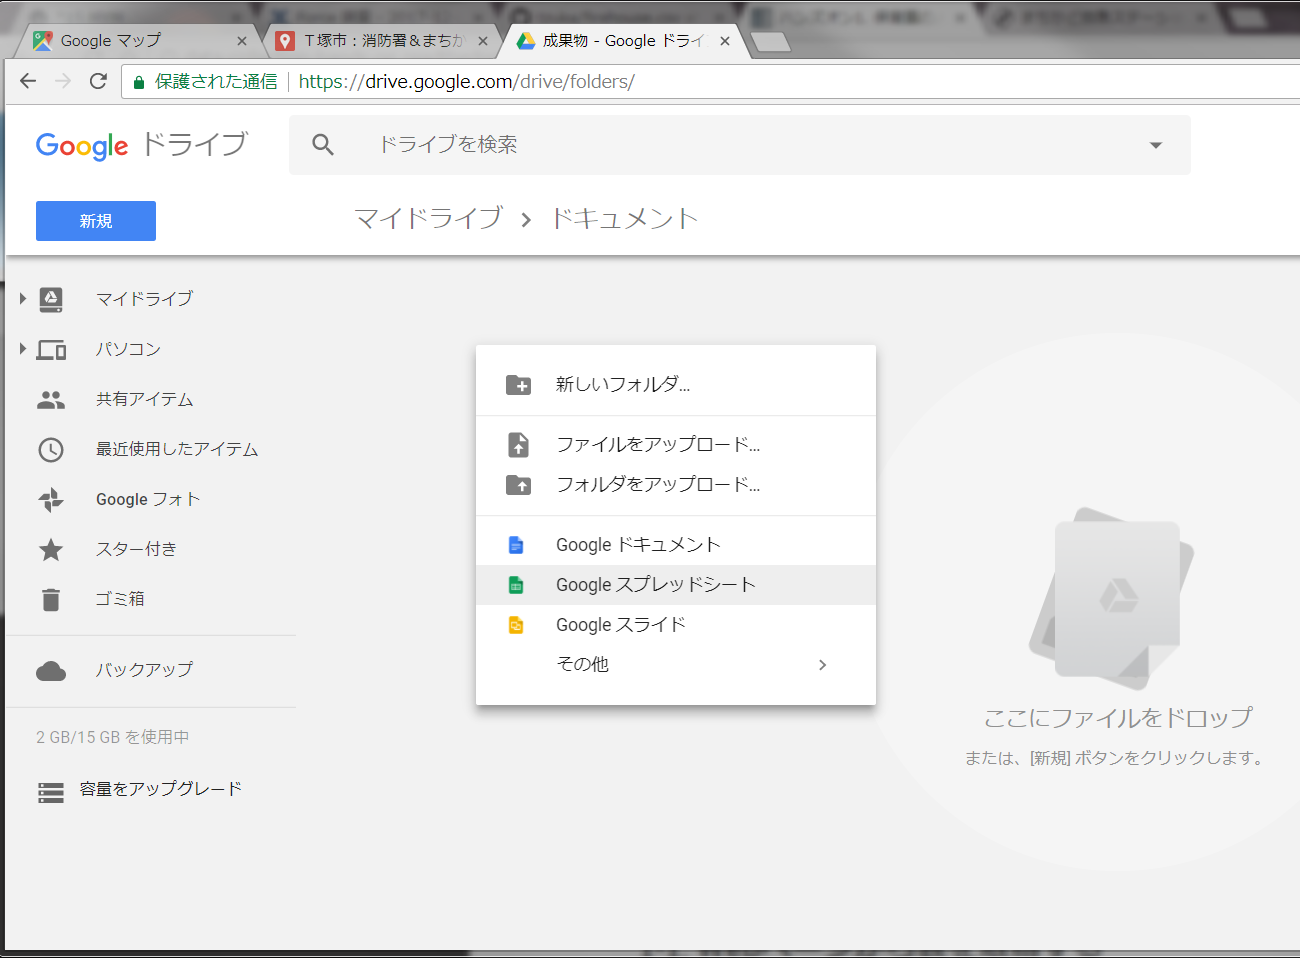 Google マップ
T塚市：消防署＆まちか
成果物 - Google ドライ
保護された通信 https://drive.google.com/drive/folders/
Google ドライブ
ドライブを検索
新規
マイドライブ > ドキュメント
マイドライブ
パソコン
共有アイテム
最近使用したアイテム
Google フォト
スター付き
ゴミ箱
バックアップ
2 GB/15 GB を使用中
容量をアップグレード
新しいフォルダ...
ファイルをアップロード...
フォルダをアップロード...
Google ドキュメント
Google スプレッドシート
Google スライド
その他
ここにファイルをドロップ
または、[新規] ボタンをクリックします。